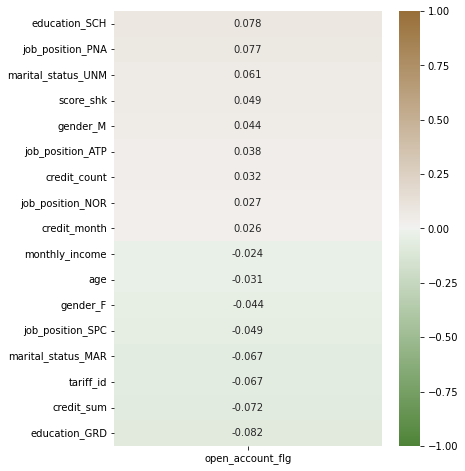 education_SCH 0.078
job_position_PNA 0.077
marital_status_UNM 0.061
score_shk 0.049
gender_M 0.044
job_position_ATP 0.038
credit_count 0.032
job_position_NOR 0.027
credit_month 0.026
monthly_income -0.024
age -0.031
gender_F -0.044
job_position_SPC -0.049
marital_status_MAR -0.067
tariff_id -0.067
credit_sum -0.072
education_GRD -0.082
open_account_flg
1.00
0.75
0.50
0.25
0.00
−0.25
−0.50
−0.75
−1.00